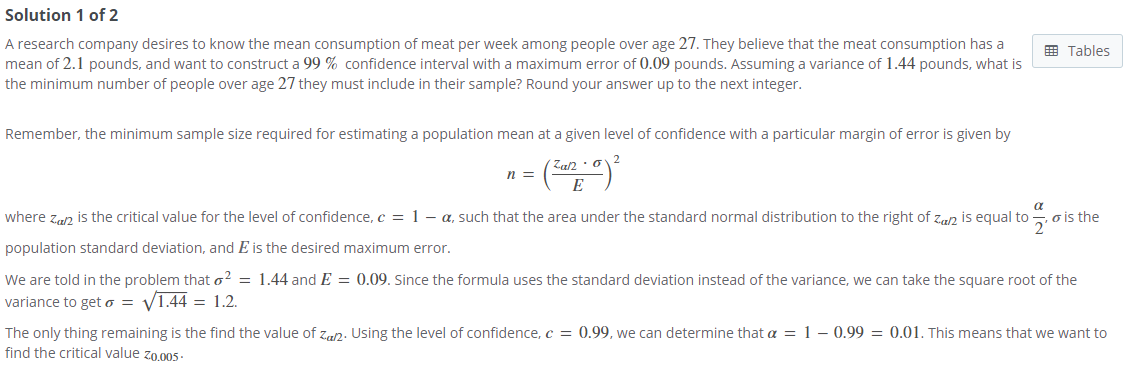 Solution 1 of 2
A research company desires to know the mean consumption of meat per week among people over age 27. They believe that the meat consumption has a
mean of 2.1 pounds, and want to construct a 99 % confidence interval with a maximum error of 0.09 pounds. Assuming a variance of 1.44 pounds, what is
the minimum number of people over age 27 they must include in their sample? Round your answer up to the next integer.
Tables
Remember, the minimum sample size required for estimating a population mean at a given level of confidence with a particular margin of error is given by
n = (z_{α/2} · σ / E)^2
where z_{α/2} is the critical value for the level of confidence, c = 1 − α, such that the area under the standard normal distribution to the right of z_{α/2} is equal to α/2, σ is the
population standard deviation, and E is the desired maximum error.
We are told in the problem that σ^2 = 1.44 and E = 0.09. Since the formula uses the standard deviation instead of the variance, we can take the square root of the
variance to get σ = √1.44 = 1.2.
The only thing remaining is the find the value of z_{α/2}. Using the level of confidence, c = 0.99, we can determine that α = 1 − 0.99 = 0.01. This means that we want to
find the critical value z_{0.005}.